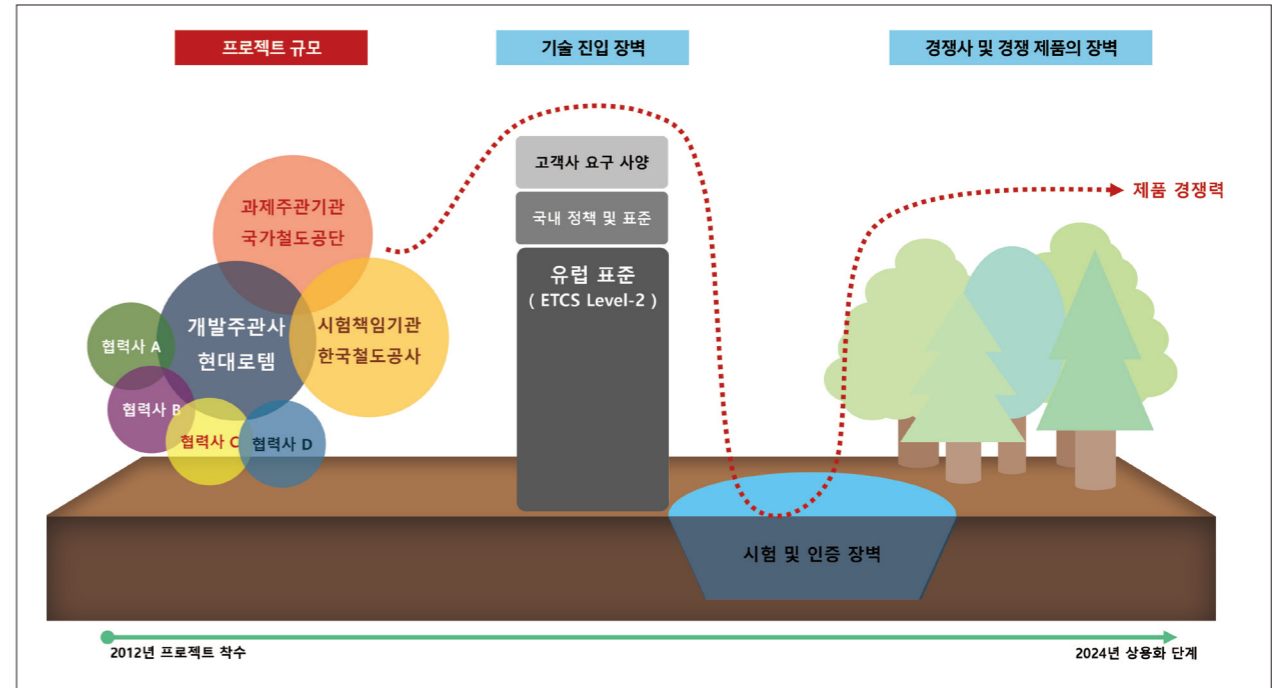 프로젝트 규모
기술 진입 장벽
경쟁사 및 경쟁 제품의 장벽
과제주관기관
국가철도공단
개발주관사
현대로템
시험책임기관
한국철도공사
협력사 A
협력사 B
협력사 C
협력사 D
고객사 요구 사양
국내 정책 및 표준
유럽 표준
( ETCS Level-2 )
제품 경쟁력
시험 및 인증 장벽
2012년 프로젝트 착수
2024년 상용화 단계